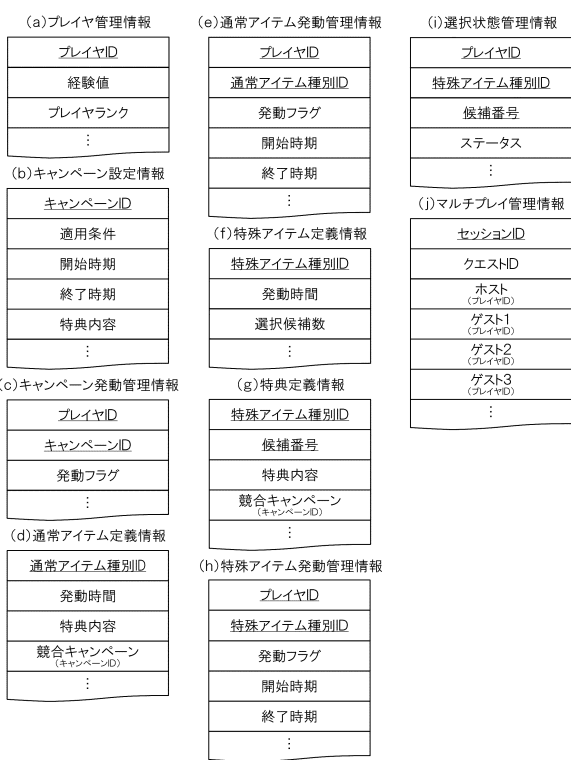 (a)プレイヤ管理情報
プレイヤID
経験値
プレイヤランク
⋮
(b)キャンペーン設定情報
キャンペーンID
適用条件
開始時期
終了時期
特典内容
⋮
(c)キャンペーン発動管理情報
プレイヤID
キャンペーンID
発動フラグ
⋮
(d)通常アイテム定義情報
通常アイテム種別ID
発動時間
特典内容
競合キャンペーン
(キャンペーンID)
⋮
(e)通常アイテム発動管理情報
プレイヤID
通常アイテム種別ID
発動フラグ
開始時期
終了時期
⋮
(f)特殊アイテム定義情報
特殊アイテム種別ID
発動時間
選択候補数
⋮
(g)特典定義情報
特殊アイテム種別ID
候補番号
特典内容
競合キャンペーン
(キャンペーンID)
⋮
(h)特殊アイテム発動管理情報
プレイヤID
特殊アイテム種別ID
発動フラグ
開始時期
終了時期
⋮
(i)選択状態管理情報
プレイヤID
特殊アイテム種別ID
候補番号
ステータス
⋮
(j)マルチプレイ管理情報
セッションID
クエストID
ホスト
(プレイヤID)
ゲスト1
(プレイヤID)
ゲスト2
(プレイヤID)
ゲスト3
(プレイヤID)
⋮